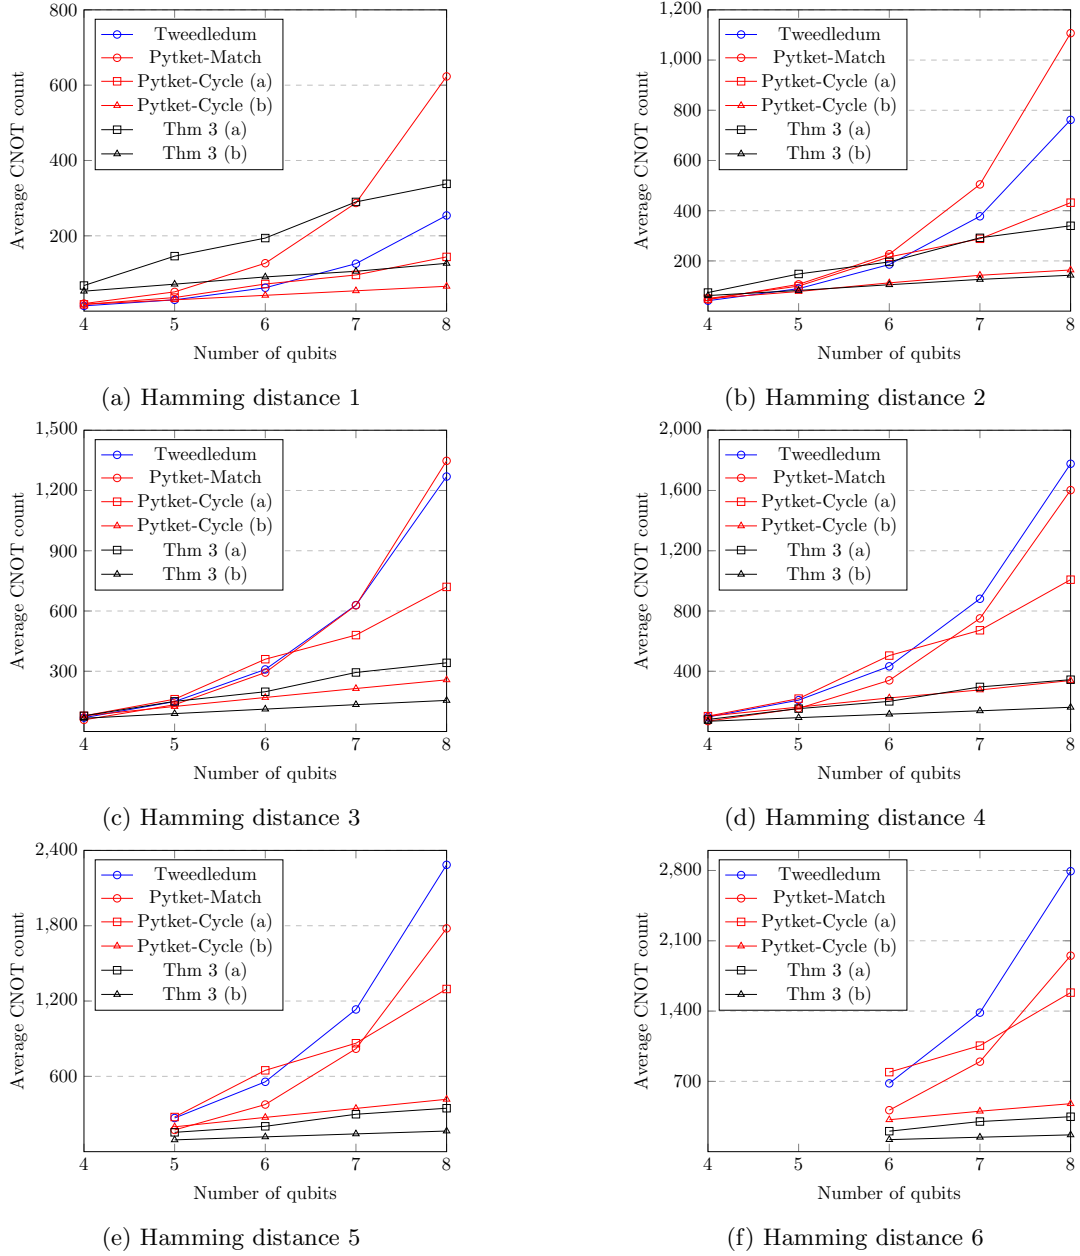 800
600
400
200
4
5
6
7
8
Average CNOT count
Number of qubits
Tweedledum
Pytket-Match
Pytket-Cycle (a)
Pytket-Cycle (b)
Thm 3 (a)
Thm 3 (b)
(a) Hamming distance 1
1,200
1,000
800
600
400
200
4
5
6
7
8
Average CNOT count
Number of qubits
Tweedledum
Pytket-Match
Pytket-Cycle (a)
Pytket-Cycle (b)
Thm 3 (a)
Thm 3 (b)
(b) Hamming distance 2
1,500
1,200
900
600
300
4
5
6
7
8
Average CNOT count
Number of qubits
Tweedledum
Pytket-Match
Pytket-Cycle (a)
Pytket-Cycle (b)
Thm 3 (a)
Thm 3 (b)
(c) Hamming distance 3
2,000
1,600
1,200
800
400
4
5
6
7
8
Average CNOT count
Number of qubits
Tweedledum
Pytket-Match
Pytket-Cycle (a)
Pytket-Cycle (b)
Thm 3 (a)
Thm 3 (b)
(d) Hamming distance 4
2,400
1,800
1,200
600
4
5
6
7
8
Average CNOT count
Number of qubits
Tweedledum
Pytket-Match
Pytket-Cycle (a)
Pytket-Cycle (b)
Thm 3 (a)
Thm 3 (b)
(e) Hamming distance 5
2,800
2,100
1,400
700
4
5
6
7
8
Average CNOT count
Number of qubits
Tweedledum
Pytket-Match
Pytket-Cycle (a)
Pytket-Cycle (b)
Thm 3 (a)
Thm 3 (b)
(f) Hamming distance 6